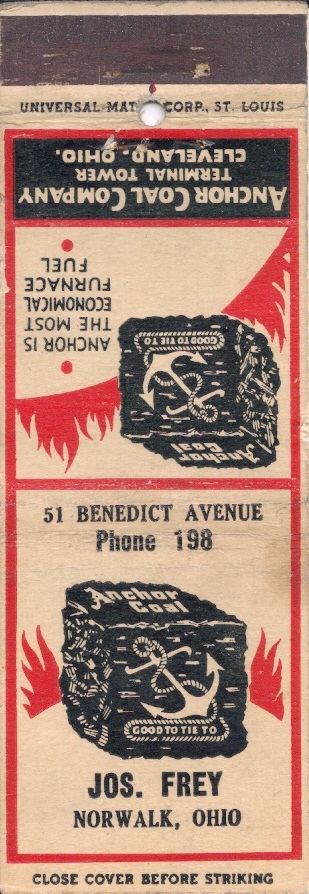 UNIVERSAL MAT CORP., ST. LOUIS
ANCHOR COAL COMPANY
TERMINAL TOWER
CLEVELAND, OHIO.
ANCHOR IS
THE MOST
ECONOMICAL
FURNACE
FUEL
Anchor
Coal
GOOD TO TIE TO
51 BENEDICT AVENUE
Phone 198
Anchor
Coal
GOOD TO TIE TO
JOS. FREY
NORWALK, OHIO
CLOSE COVER BEFORE STRIKING